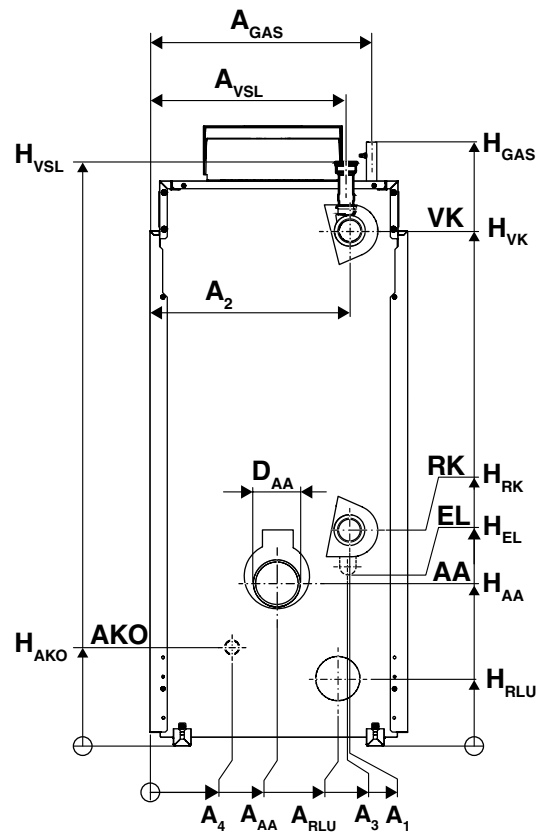 A_GAS
A_VSL
H_VSL
H_GAS
VK
H_VK
A_2
D_AA
RK
H_RK
EL
H_EL
AA
H_AA
AKO
H_AKO
H_RLU
A_4
A_AA
A_RLU
A_3
A_1